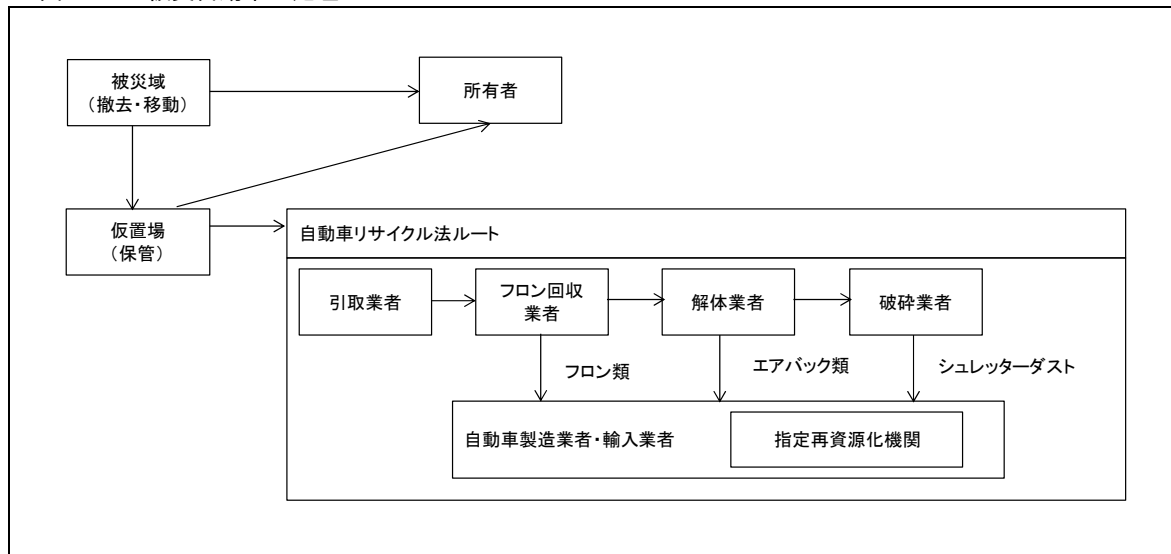 被災域
(撤去・移動)
所有者
仮置場
(保管)
自動車リサイクル法ルート
引取業者
フロン回収
業者
解体業者
破砕業者
フロン類
エアバック類
シュレッターダスト
自動車製造業者・輸入業者
指定再資源化機関